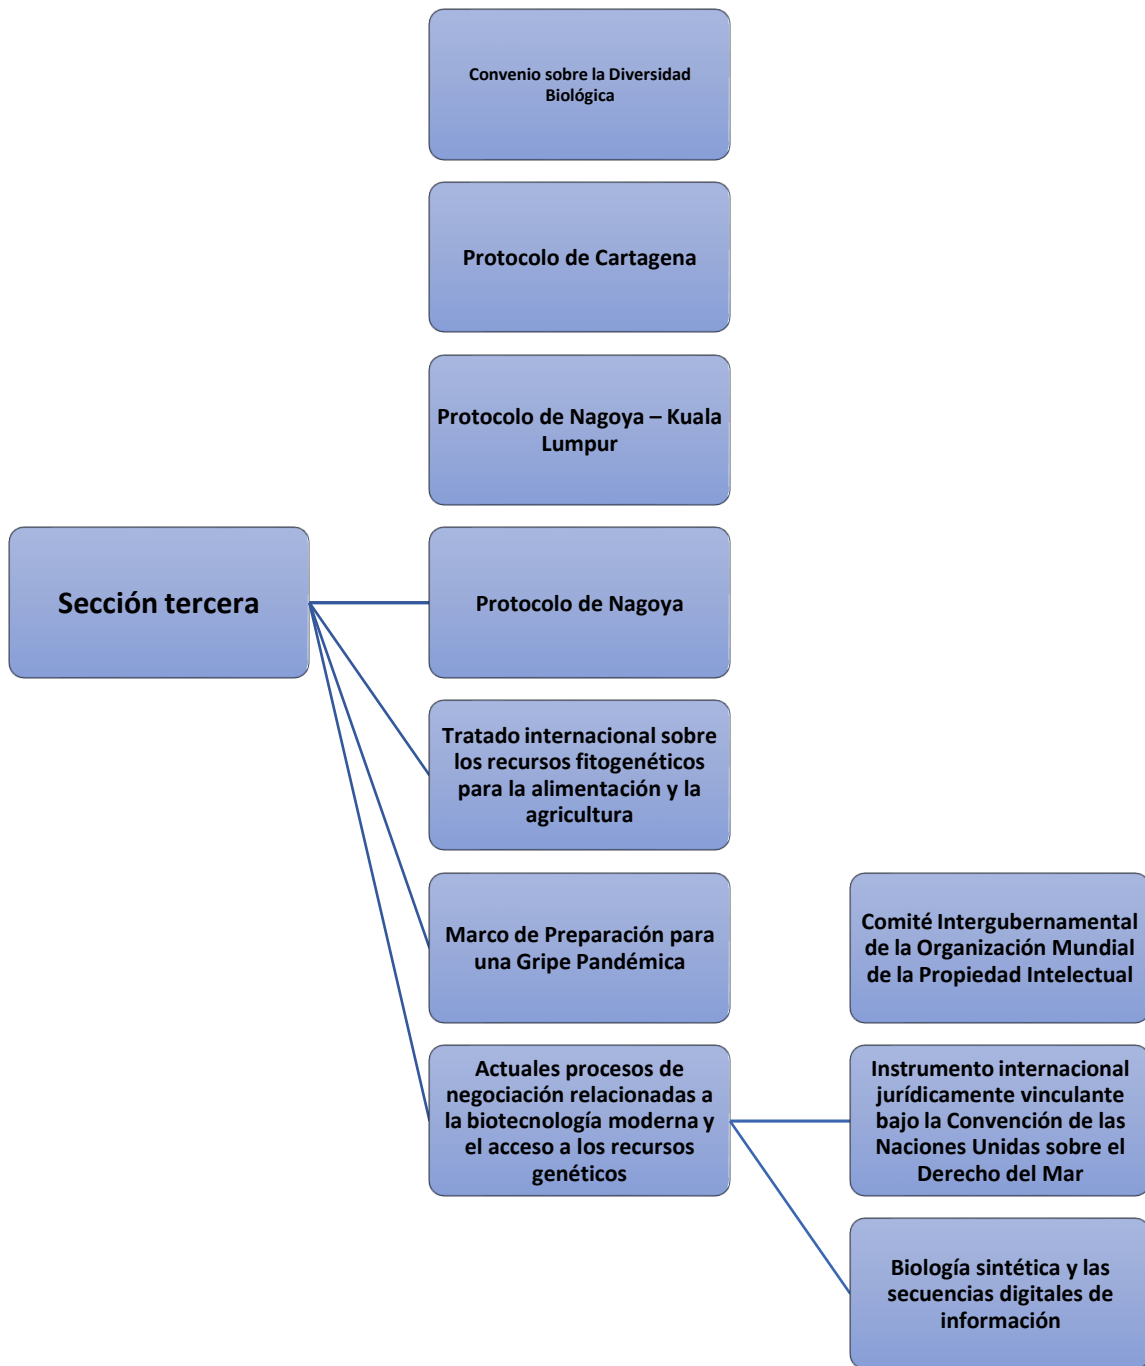 Convenio sobre la Diversidad
Biológica
Protocolo de Cartagena
Protocolo de Nagoya – Kuala
Lumpur
Sección tercera
Protocolo de Nagoya
Tratado internacional sobre
los recursos fitogenéticos
para la alimentación y la
agricultura
Marco de Preparación para
una Gripe Pandémica
Comité Intergubernamental
de la Organización Mundial
de la Propiedad Intelectual
Actuales procesos de
negociación relacionadas a
la biotecnología moderna y
el acceso a los recursos
genéticos
Instrumento internacional
jurídicamente vinculante
bajo la Convención de las
Naciones Unidas sobre el
Derecho del Mar
Biología sintética y las
secuencias digitales de
información